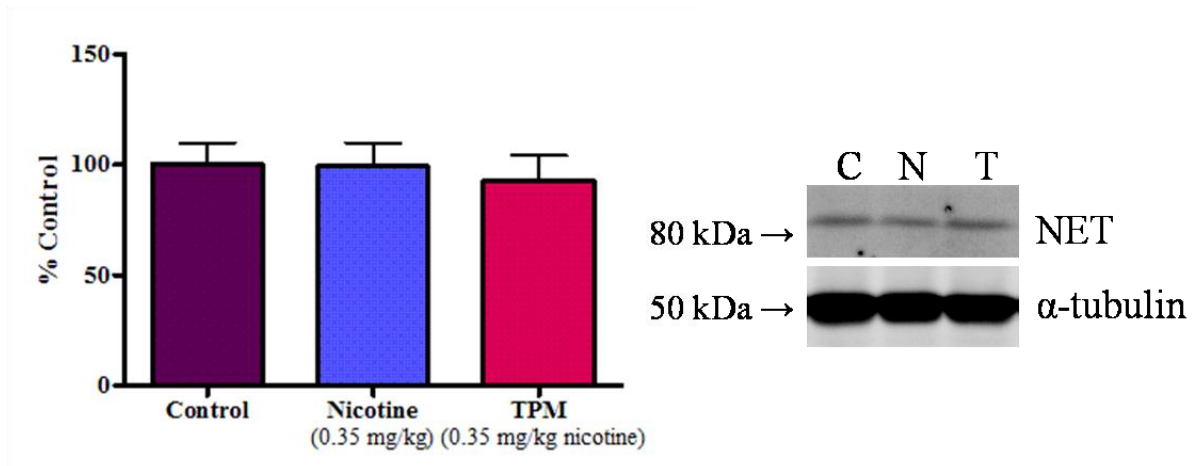 150
100
50
0
% Control
Control
Nicotine
(0.35 mg/kg)
TPM
(0.35 mg/kg nicotine)
C N T
80 kDa → NET
50 kDa → α-tubulin